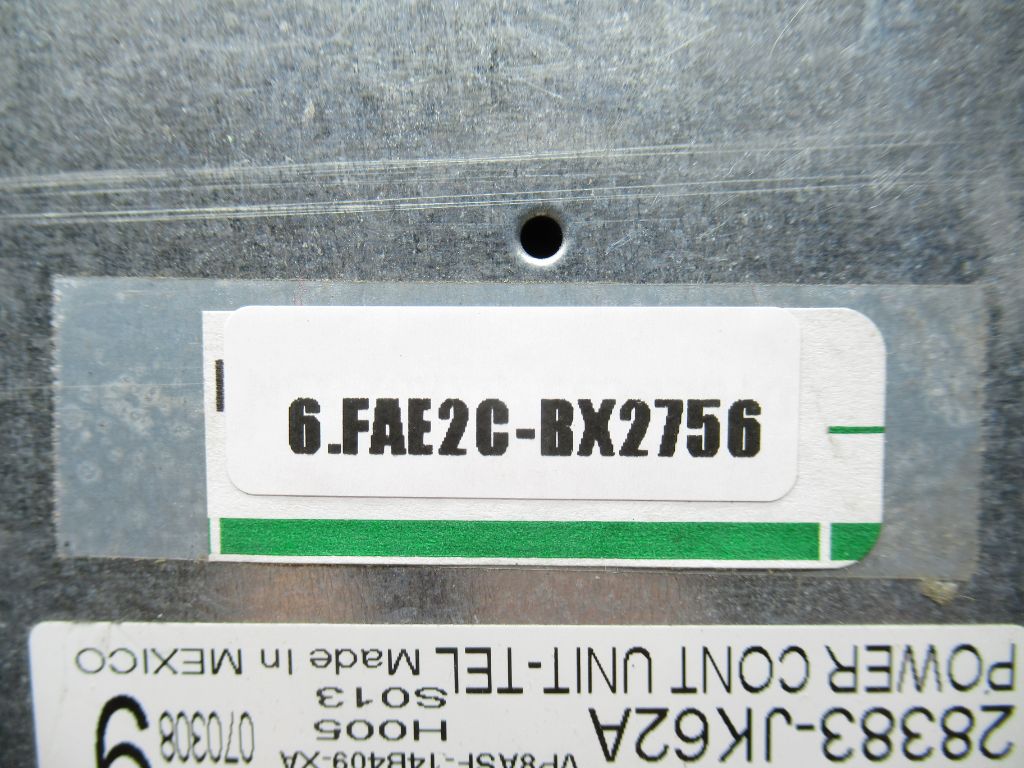 6.FAE2C-BX2756
POWER CONT UNIT-TEL Made In MEXICO
28383-JK62A
S013
H005
070308
VP8ASF-14B409-XA